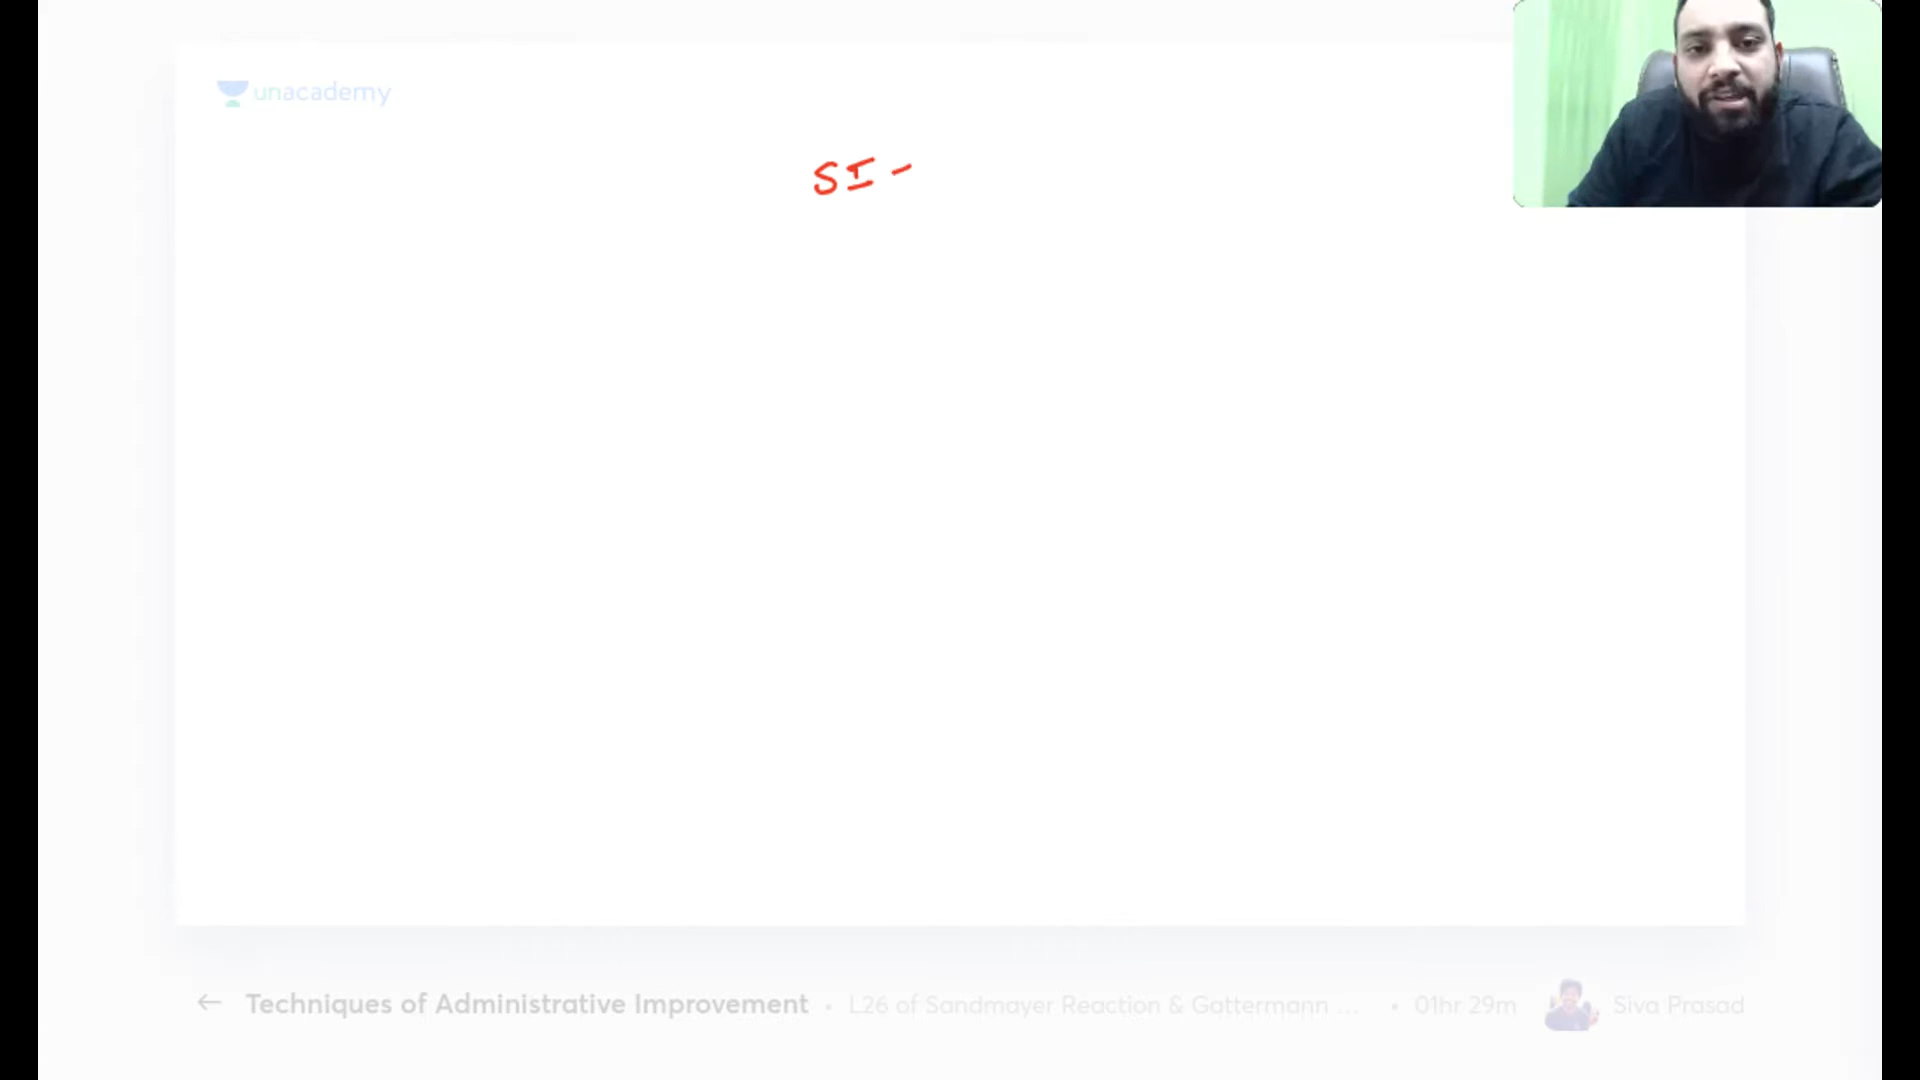 unacademy
SI -
← Techniques of Administrative Improvement • L26 of Sandmayer Reaction & Gattermann ... • 01hr 29m Siva Prasad